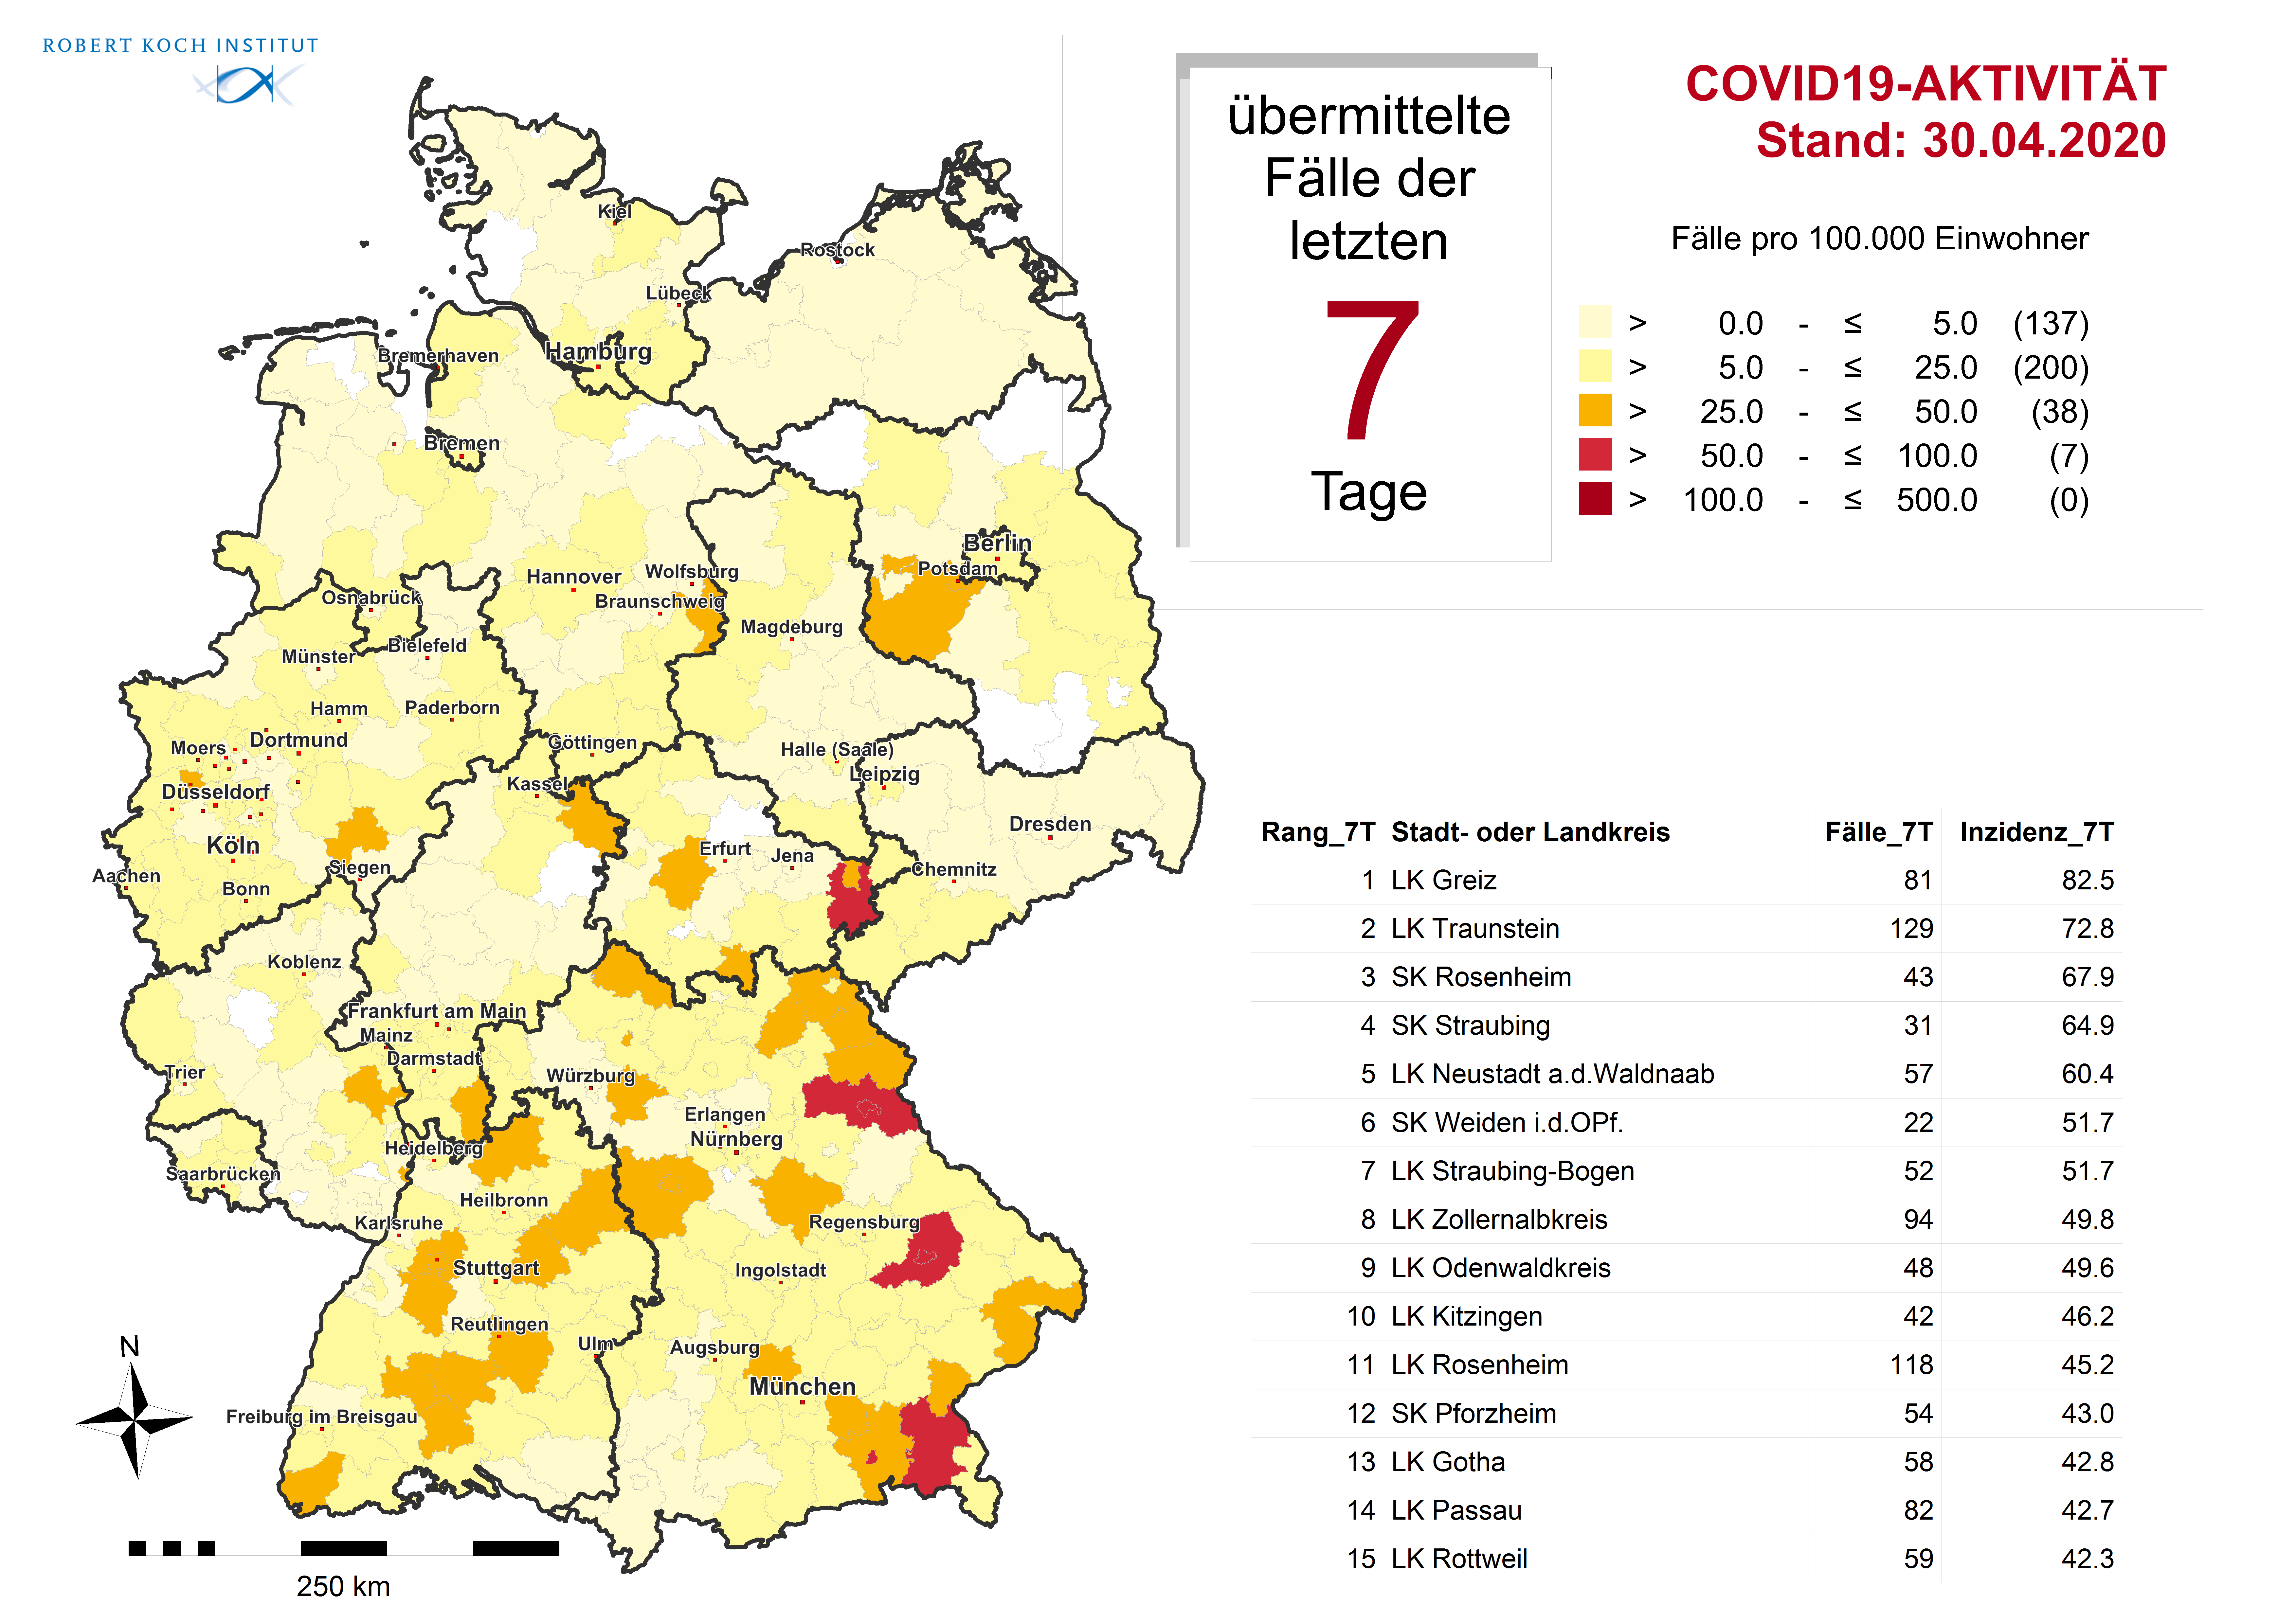 ROBERT KOCH INSTITUT
übermittelte
Fälle der
letzten
7
Tage
COVID19-AKTIVITÄT
Stand: 30.04.2020
Fälle pro 100.000 Einwohner
> 0.0 - ≤ 5.0 (137)
> 5.0 - ≤ 25.0 (200)
> 25.0 - ≤ 50.0 (38)
> 50.0 - ≤ 100.0 (7)
> 100.0 - ≤ 500.0 (0)
Kiel
Rostock
Lübeck
Bremerhaven
Hamburg
Bremen
Berlin
Potsdam
Hannover
Wolfsburg
Osnabrück
Braunschweig
Magdeburg
Bielefeld
Münster
Hamm
Paderborn
Moers
Dortmund
Göttingen
Halle (Saale)
Leipzig
Kassel
Düsseldorf
Dresden
Köln
Erfurt
Jena
Siegen
Chemnitz
Aachen
Bonn
Koblenz
Frankfurt am Main
Mainz
Darmstadt
Trier
Würzburg
Erlangen
Nürnberg
Heidelberg
Saarbrücken
Heilbronn
Karlsruhe
Regensburg
Stuttgart
Ingolstadt
Reutlingen
Ulm
Augsburg
München
Freiburg im Breisgau
N
250 km
Rang_7T Stadt- oder Landkreis Fälle_7T Inzidenz_7T
1 LK Greiz 81 82.5
2 LK Traunstein 129 72.8
3 SK Rosenheim 43 67.9
4 SK Straubing 31 64.9
5 LK Neustadt a.d.Waldnaab 57 60.4
6 SK Weiden i.d.OPf. 22 51.7
7 LK Straubing-Bogen 52 51.7
8 LK Zollernalbkreis 94 49.8
9 LK Odenwaldkreis 48 49.6
10 LK Kitzingen 42 46.2
11 LK Rosenheim 118 45.2
12 SK Pforzheim 54 43.0
13 LK Gotha 58 42.8
14 LK Passau 82 42.7
15 LK Rottweil 59 42.3